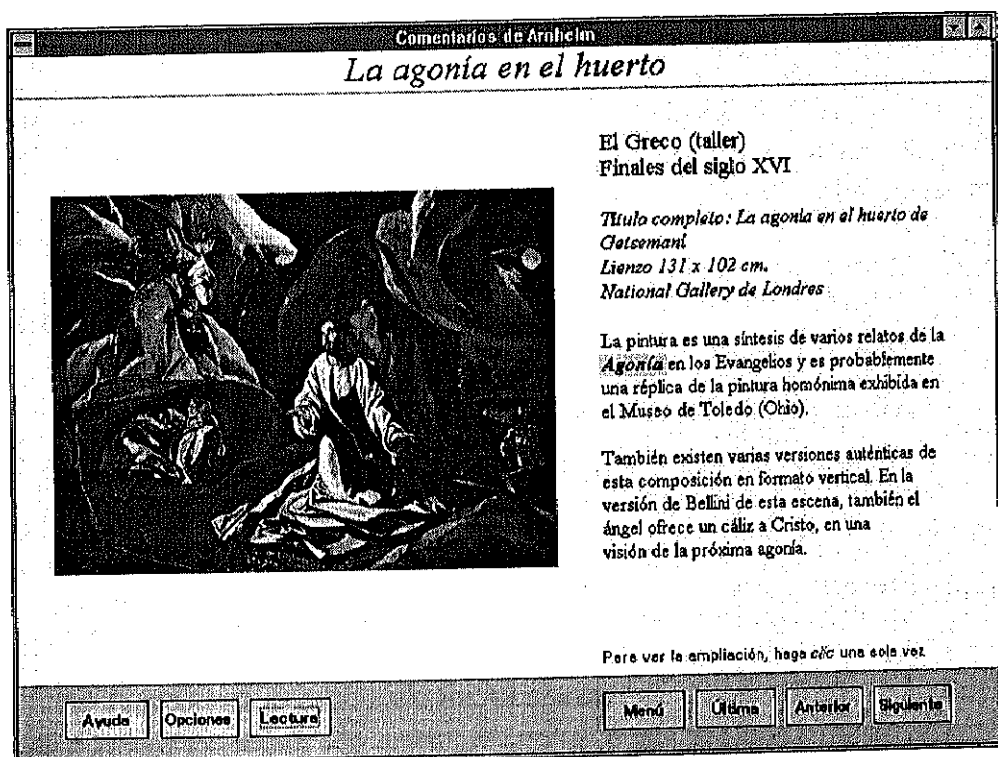 Comentarios de Arnheim
La agonía en el huerto
El Greco (taller)
Finales del siglo XVI
Título completo: La agonía en el huerto de
Getsemaní
Lienzo 131 x 102 cm.
National Gallery de Londres
La pintura es una síntesis de varios relatos de la
Agonía en los Evangelios y es probablemente
una réplica de la pintura homónima exhibida en
el Museo de Toledo (Ohio).
También existen varias versiones auténticas de
esta composición en formato vertical. En la
versión de Bellini de esta escena, también el
ángel ofrece un cáliz a Cristo, en una
visión de la próxima agonía.
Para ver la ampliación, haga clic una sola vez
Ayuda Opciones Lectura Menú Última Anterior Siguiente